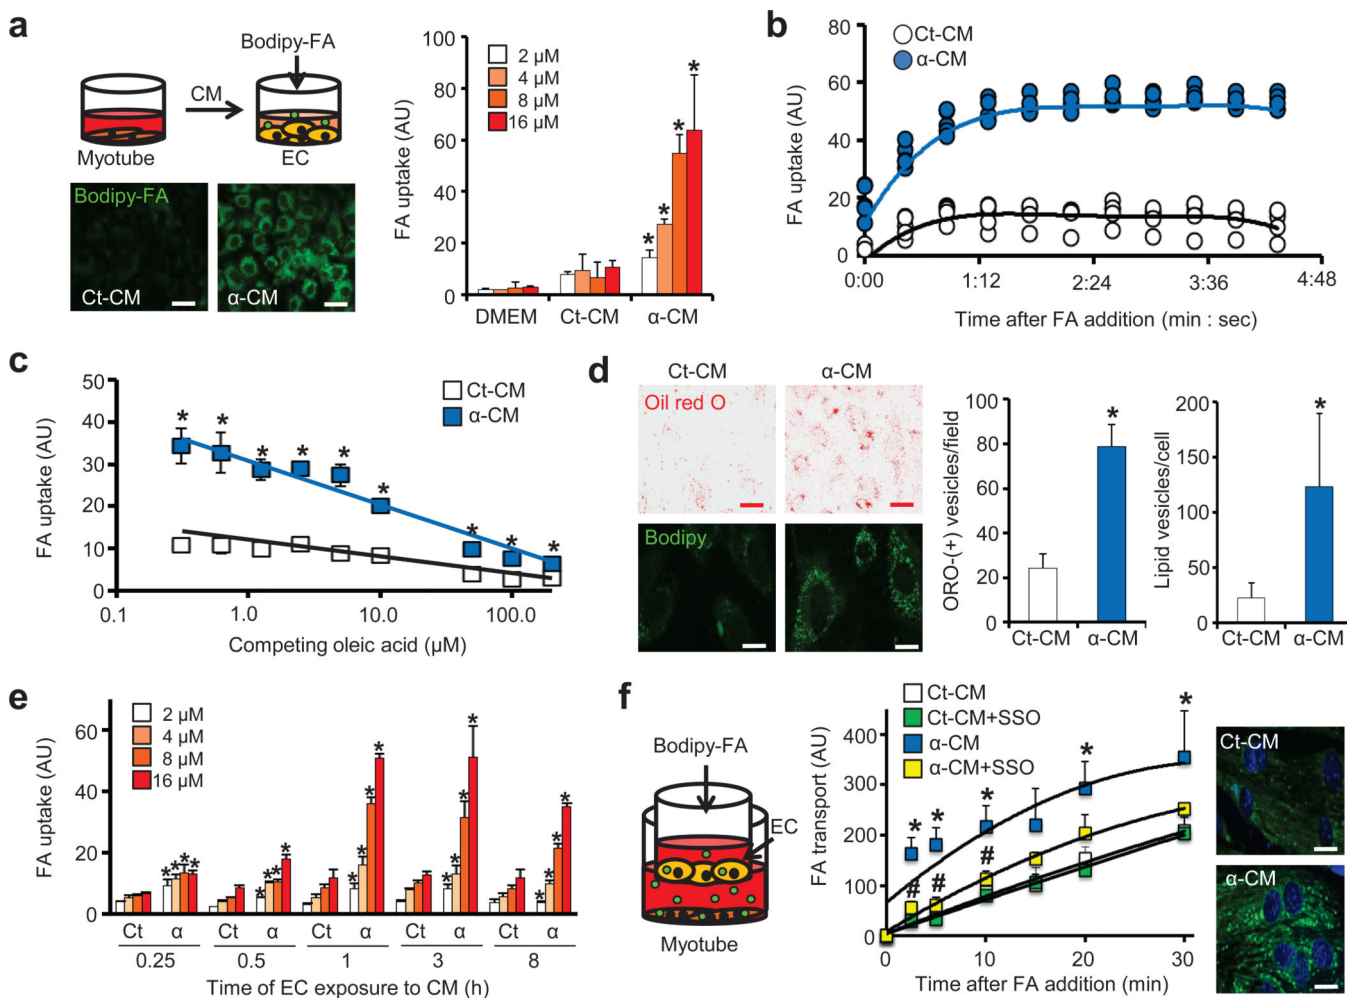 a
Bodipy-FA
CM
Myotube
EC
Bodipy-FA
Ct-CM
α-CM
FA uptake (AU)
100
80
60
40
20
0
2 µM
4 µM
8 µM
16 µM
*
*
*
*
DMEM
Ct-CM
α-CM
b
FA uptake (AU)
80
60
40
20
0
Ct-CM
α-CM
0:00
1:12
2:24
3:36
4:48
Time after FA addition (min : sec)
c
FA uptake (AU)
50
40
30
20
10
0
Ct-CM
α-CM
* * * * * * * * *
0.1
1.0
10.0
100.0
Competing oleic acid (µM)
d
Ct-CM
α-CM
Oil red O
Bodipy
ORO-(+) vesicles/field
100
80
60
40
20
0
*
Ct-CM
α-CM
Lipid vesicles/cell
200
150
100
50
0
*
Ct-CM
α-CM
e
FA uptake (AU)
60
40
20
0
2 µM
4 µM
8 µM
16 µM
* * * *
* * * *
* * * *
* * * *
* * * *
Ct α Ct α Ct α Ct α Ct α
0.25 0.5 1 3 8
Time of EC exposure to CM (h)
f
Bodipy-FA
EC
Myotube
FA transport (AU)
400
300
200
100
0
Ct-CM
Ct-CM+SSO
α-CM
α-CM+SSO
* * * * *
# # #
0
10
20
30
Time after FA addition (min)
Ct-CM
α-CM